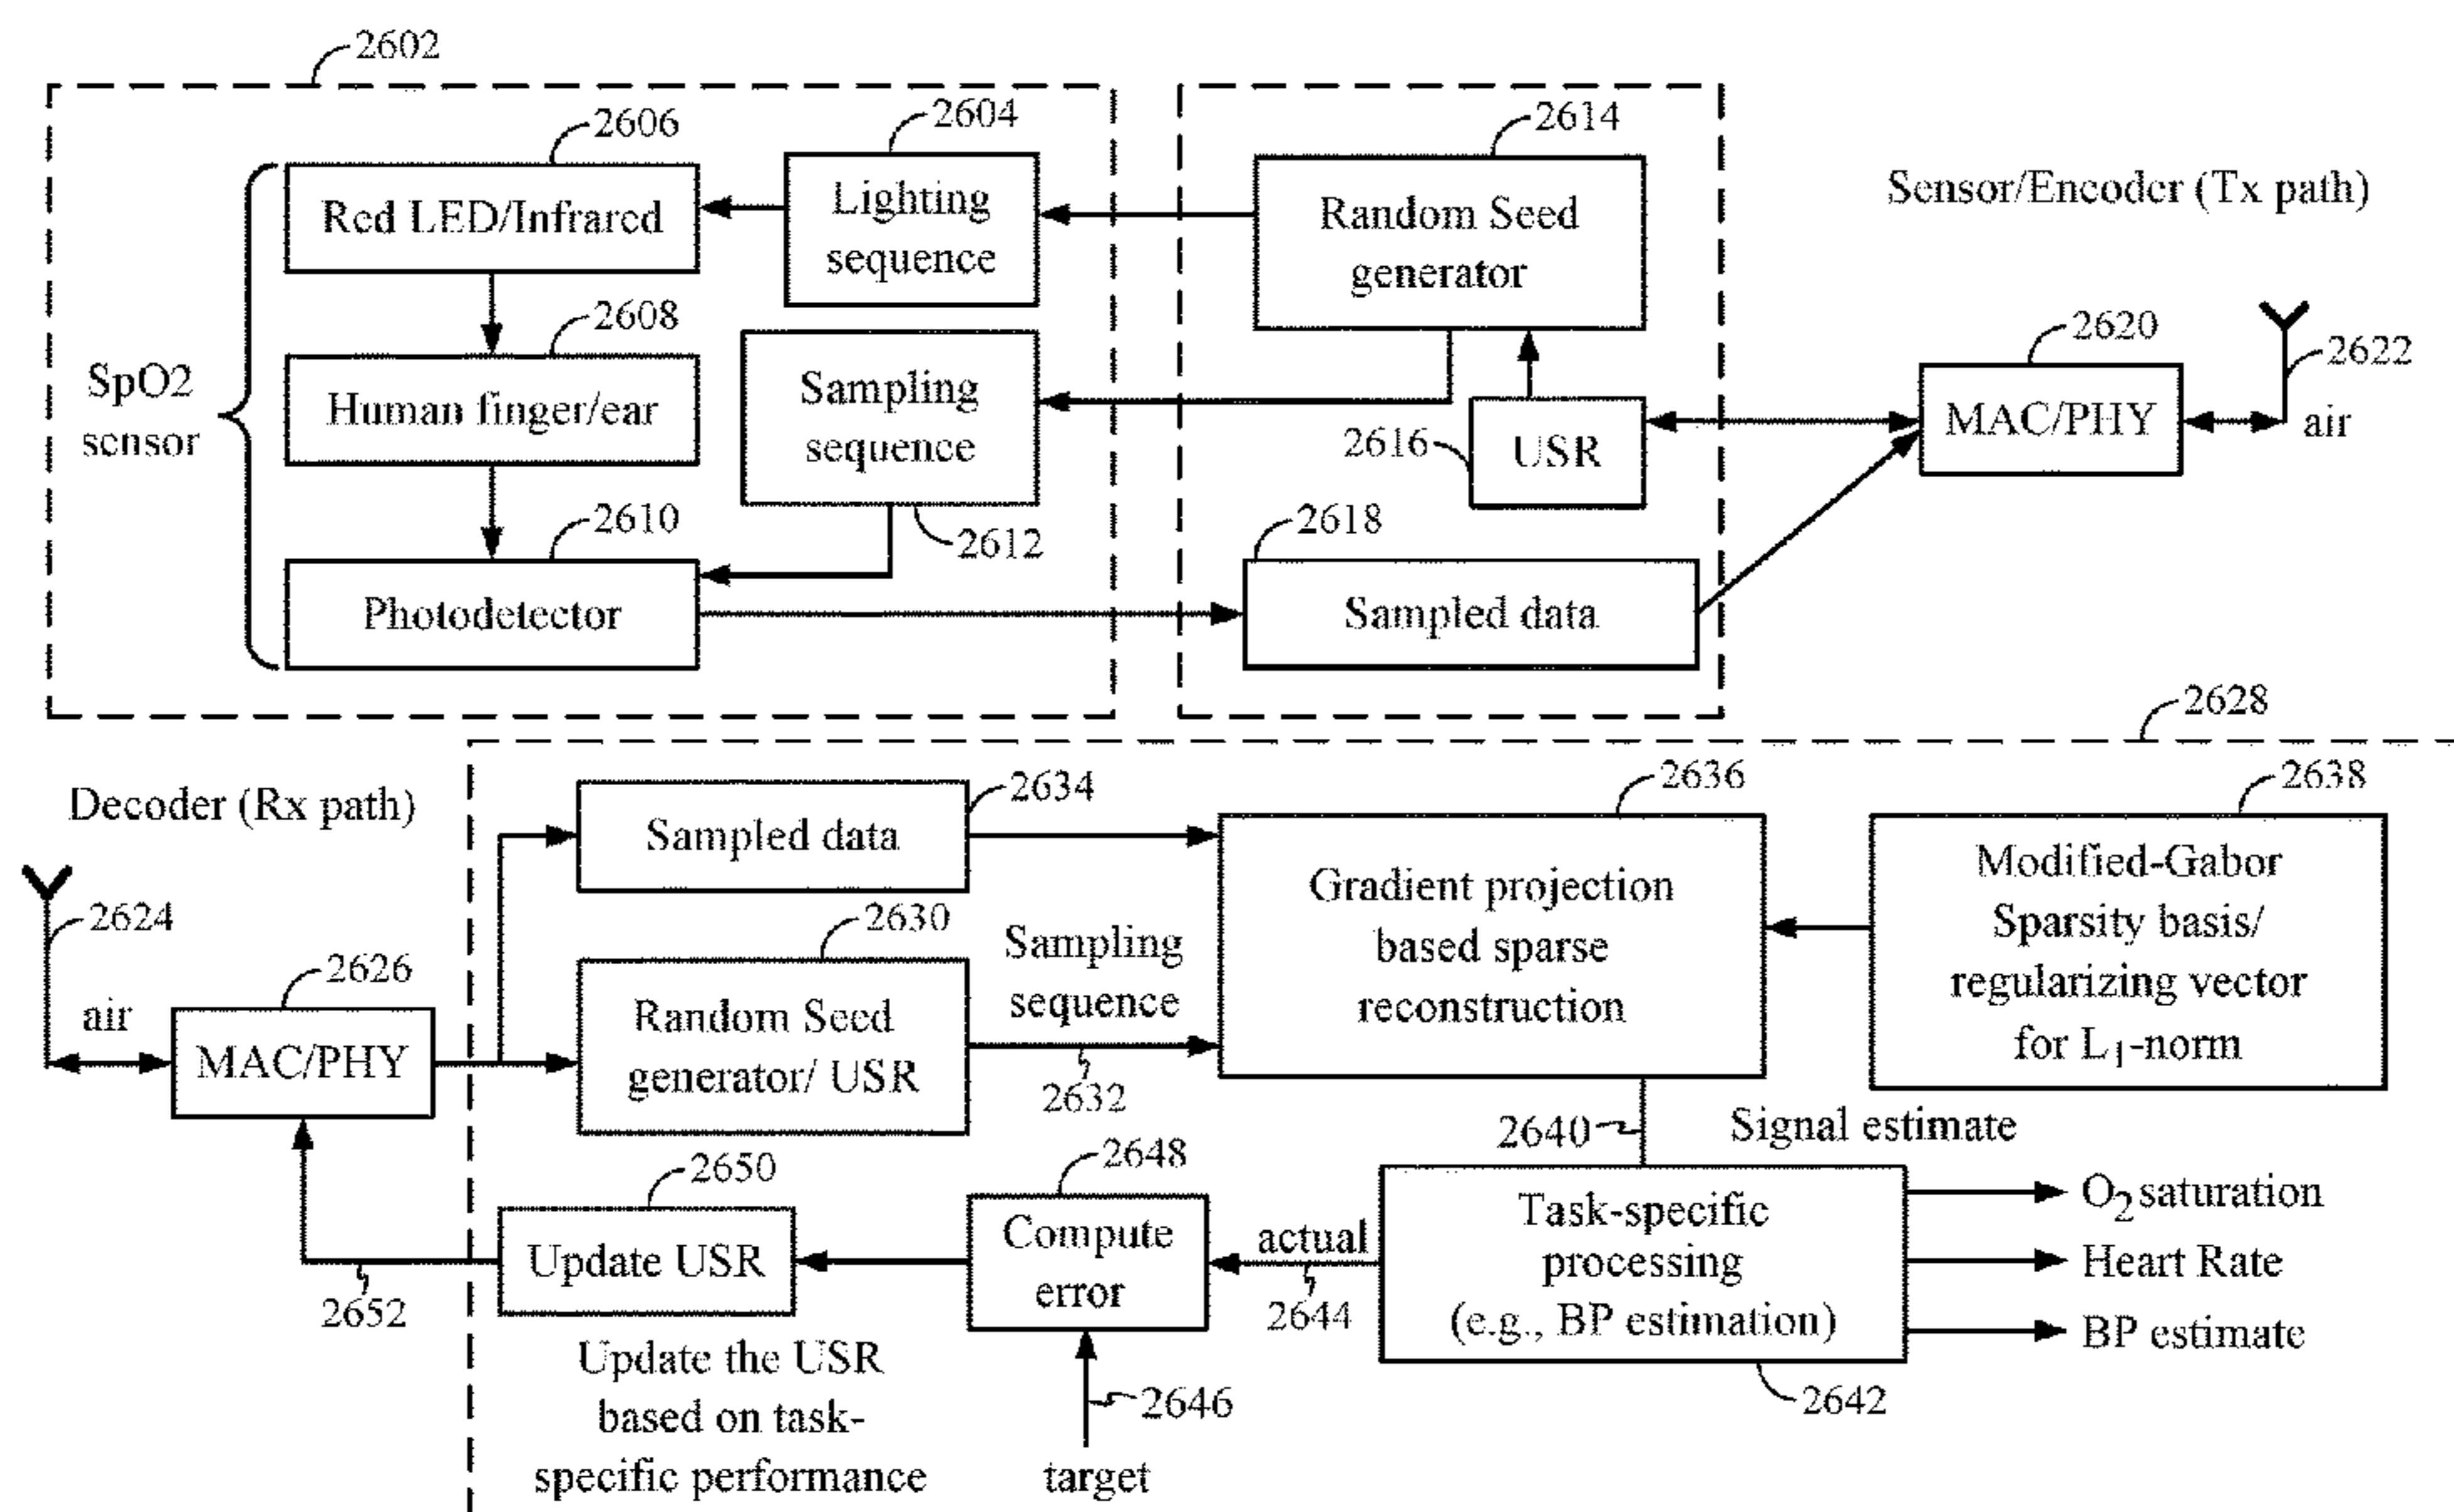 2602
2606
2604
2614
Red LED/Infrared
Lighting
sequence
Random Seed
generator
Sensor/Encoder (Tx path)
2608
2620
2622
SpO2
sensor
Human finger/ear
Sampling
sequence
2616
USR
MAC/PHY
air
2610
2612
2618
Photodetector
Sampled data
2628
Decoder (Rx path)
2634
2636
2638
Sampled data
2624
2630
Sampling
sequence
Gradient projection
based sparse
reconstruction
Modified-Gabor
Sparsity basis/
regularizing vector
for L1-norm
air
2626
MAC/PHY
Random Seed
generator/ USR
2632
2640
Signal estimate
2650
2648
Update USR
Compute
error
actual
2644
Task-specific
processing
(e.g., BP estimation)
O2 saturation
Heart Rate
BP estimate
2652
2642
Update the USR
based on task-
specific performance
2646
target